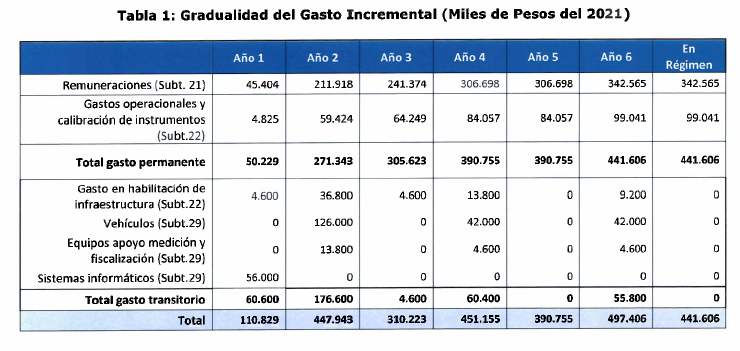 Tabla 1: Gradualidad del Gasto Incremental (Miles de Pesos del 2021)
Año 1 Año 2 Año 3 Año 4 Año 5 Año 6 En Régimen
Remuneraciones (Subt. 21) 45.404 211.918 241.374 306.698 306.698 342.565 342.565
Gastos operacionales y
calibración de instrumentos 4.825 59.424 64.249 84.057 84.057 99.041 99.041
(Subt.22)
Total gasto permanente 50.229 271.343 305.623 390.755 390.755 441.606 441.606
Gasto en habilitación de
infraestructura (Subt.22) 4.600 36.800 4.600 13.800 0 9.200 0
Vehículos (Subt.29) 0 126.000 0 42.000 0 42.000 0
Equipos apoyo medición y
fiscalización (Subt.29) 0 13.800 0 4.600 0 4.600 0
Sistemas informáticos (Subt.29) 56.000 0 0 0 0 0 0
Total gasto transitorio 60.600 176.600 4.600 60.400 0 55.800 0
Total 110.829 447.943 310.223 451.155 390.755 497.406 441.606